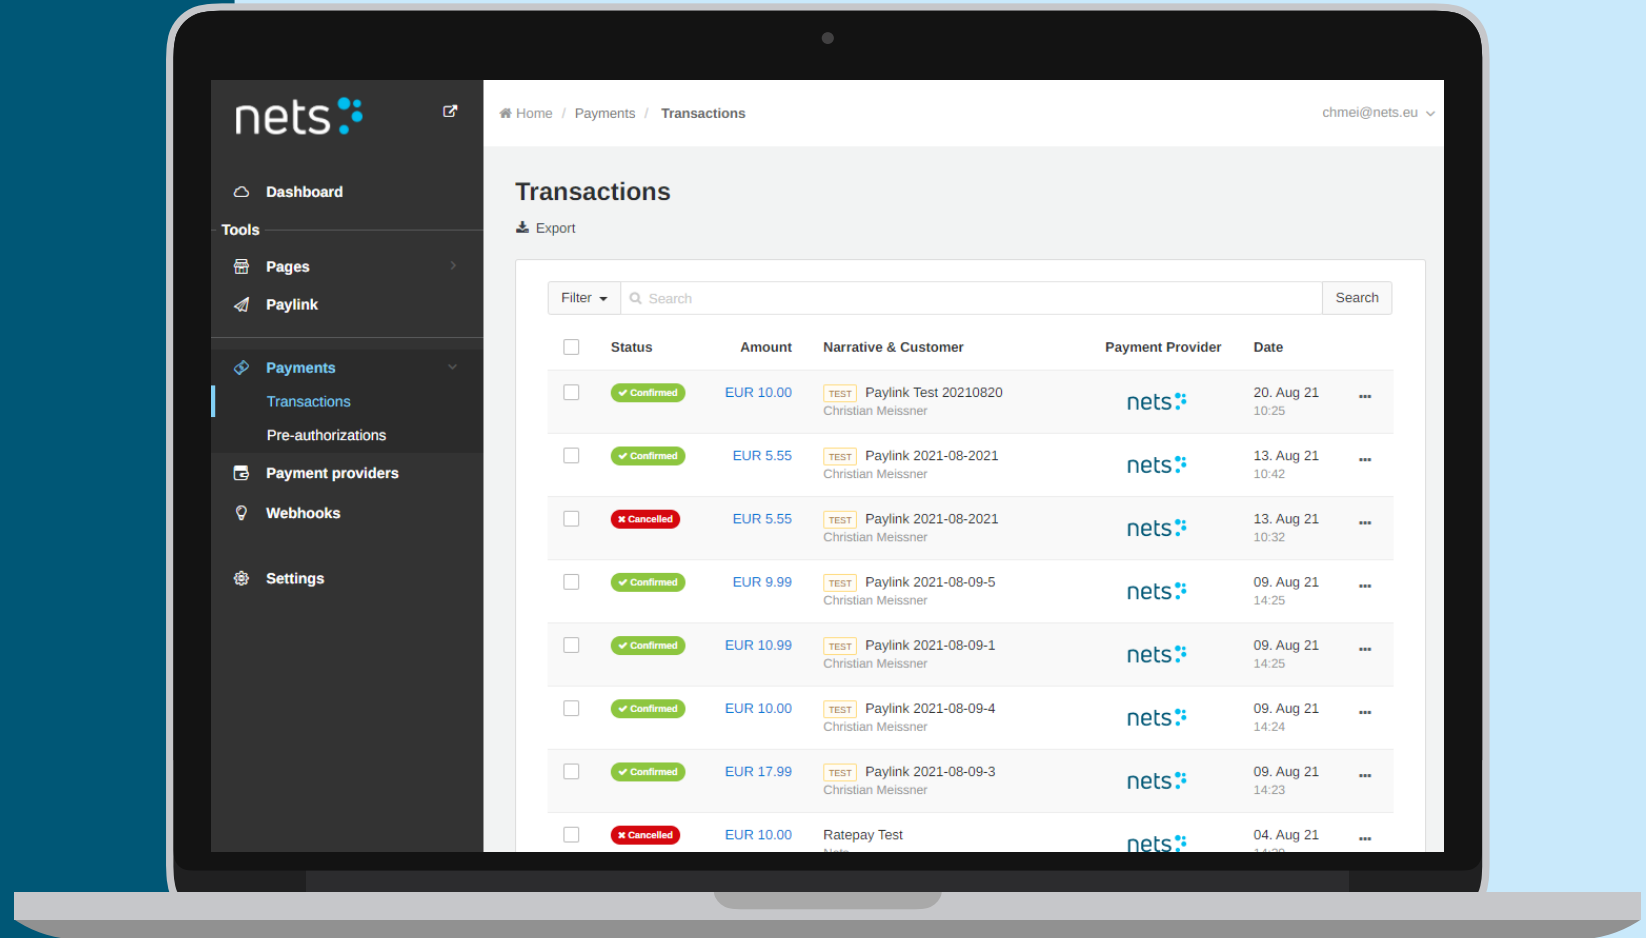 nets
Home / Payments / Transactions
chmei@nets.eu
Dashboard
Tools
Pages
Paylink
Payments
Transactions
Pre-authorizations
Payment providers
Webhooks
Settings
Transactions
Export
Filter Search Search
Status Amount Narrative & Customer Payment Provider Date
Confirmed EUR 10.00 TEST Paylink Test 20210820 nets 20. Aug 21
Christian Meissner 10:25
Confirmed EUR 5.55 TEST Paylink 2021-08-2021 nets 13. Aug 21
Christian Meissner 10:42
Cancelled EUR 5.55 TEST Paylink 2021-08-2021 nets 13. Aug 21
Christian Meissner 10:32
Confirmed EUR 9.99 TEST Paylink 2021-08-09-5 nets 09. Aug 21
Christian Meissner 14:25
Confirmed EUR 10.99 TEST Paylink 2021-08-09-1 nets 09. Aug 21
Christian Meissner 14:25
Confirmed EUR 10.00 TEST Paylink 2021-08-09-4 nets 09. Aug 21
Christian Meissner 14:24
Confirmed EUR 17.99 TEST Paylink 2021-08-09-3 nets 09. Aug 21
Christian Meissner 14:23
Cancelled EUR 10.00 Ratepay Test nets 04. Aug 21